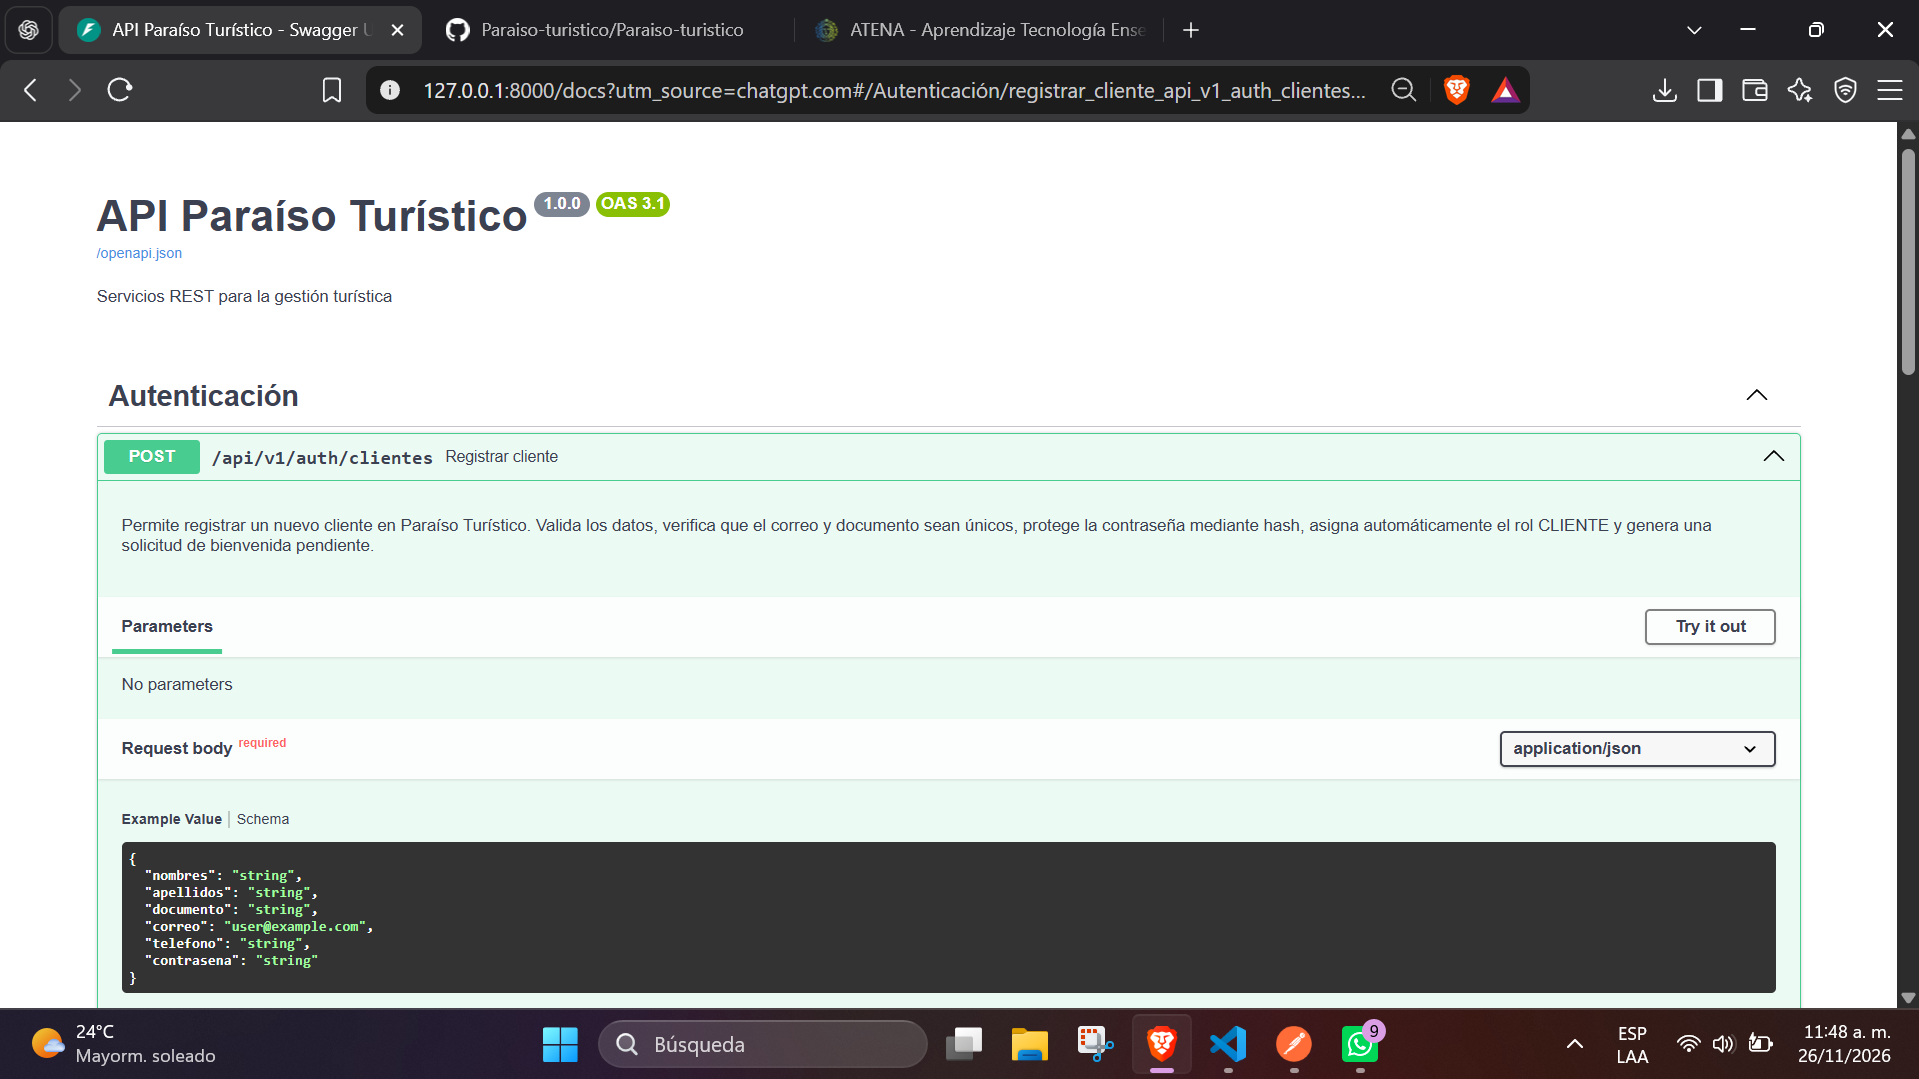 API Paraíso Turístico - Swagger U
Paraiso-turistico/Paraiso-turistico
ATENA - Aprendizaje Tecnología Ense
127.0.0.1:8000/docs?utm_source=chatgpt.com#/Autenticación/registrar_cliente_api_v1_auth_clientes...
API Paraíso Turístico 1.0.0 OAS 3.1
/openapi.json
Servicios REST para la gestión turística
Autenticación
POST /api/v1/auth/clientes Registrar cliente
Permite registrar un nuevo cliente en Paraíso Turístico. Valida los datos, verifica que el correo y documento sean únicos, protege la contraseña mediante hash, asigna automáticamente el rol CLIENTE y genera una
solicitud de bienvenida pendiente.
Parameters
Try it out
No parameters
Request body required
application/json
Example Value | Schema
{
"nombres": "string",
"apellidos": "string",
"documento": "string",
"correo": "user@example.com",
"telefono": "string",
"contrasena": "string"
}
24°C
Mayorm. soleado
Búsqueda
9
ESP
LAA
11:48 a. m.
26/11/2026